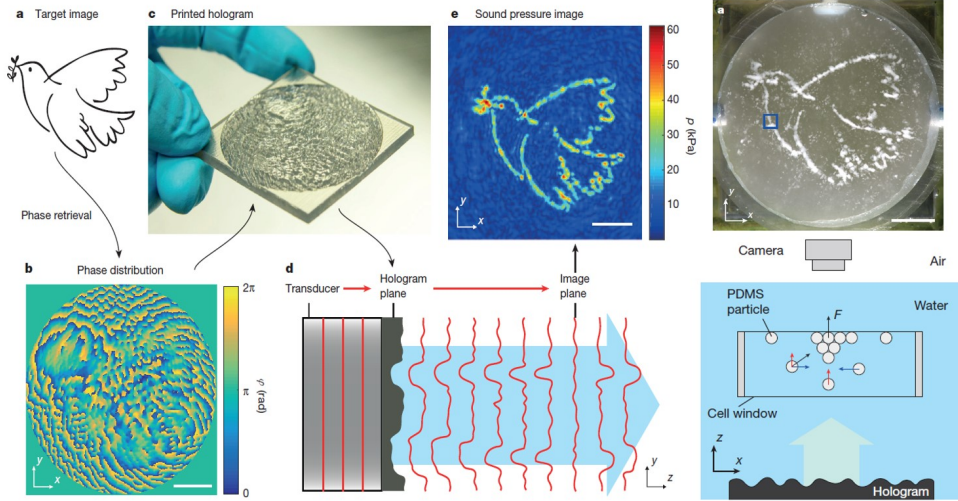 a Target image
Phase retrieval
b Phase distribution
2π
π
0
φ (rad)
y
x
c Printed hologram
d
Transducer
Hologram
plane
Image
plane
y
z
e Sound pressure image
60
50
40
30
20
10
p (kPa)
y
x
a
y
x
Camera
Air
PDMS
particle
F
Water
Cell window
z
x
Hologram